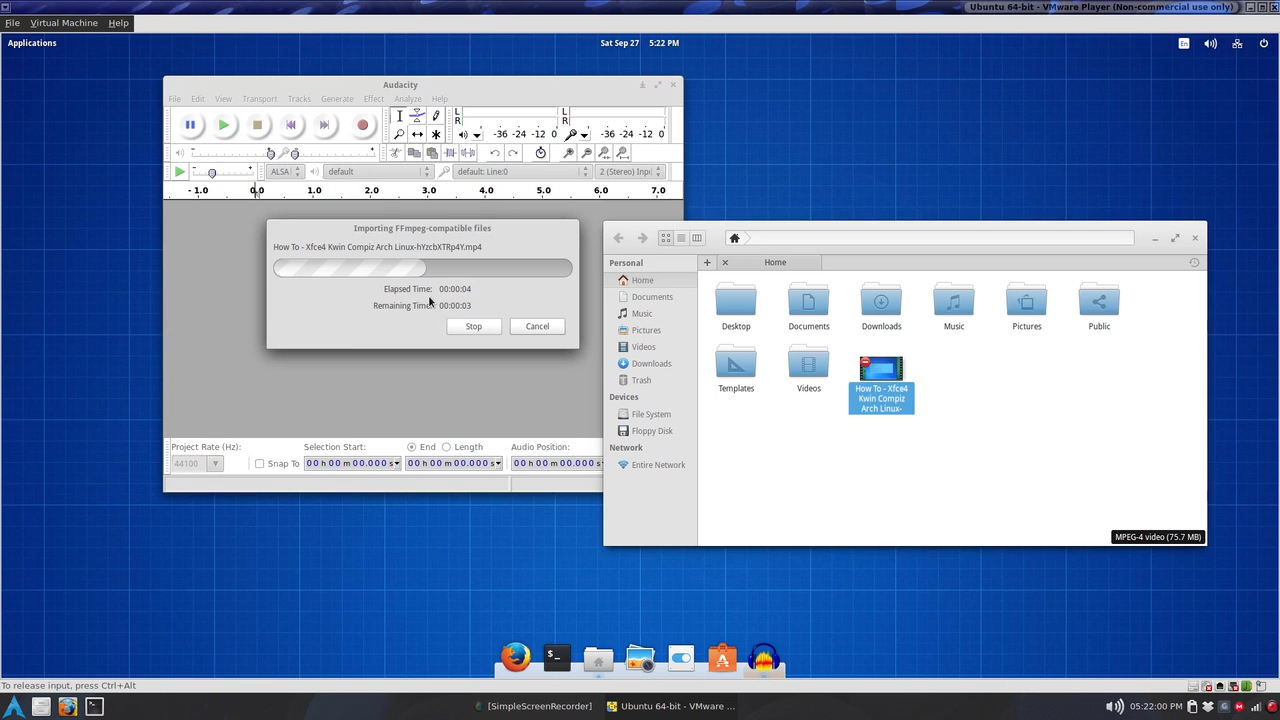 Ubuntu 64-bit - VMware Player (Non-commercial use only)
File Virtual Machine Help
Applications
Sat Sep 27 5:22 PM
En
Audacity
File Edit View Transport Tracks Generate Effect Analyze Help
L
R
L
R
-36 -24 -12 0
-36 -24 -12 0
ALSA
default
default: Line:0
2 (Stereo) Inpu
- 1.0 0.0 1.0 2.0 3.0 4.0 5.0 6.0 7.0
Importing FFmpeg-compatible files
How To - Xfce4 Kwin Compiz Arch Linux-hYzcbXTRp4Y.mp4
Elapsed Time: 00:00:04
Remaining Time: 00:00:03
Stop Cancel
Project Rate (Hz): Selection Start: End Length Audio Position:
44100 Snap To 00 h 00 m 00.000 s 00 h 00 m 00.000 s 00 h 00 m 00.000 s
Home
Personal
Home
Documents
Music
Pictures
Videos
Downloads
Trash
Devices
File System
Floppy Disk
Network
Entire Network
Desktop Documents Downloads Music Pictures Public
Templates Videos
How To - Xfce4
Kwin Compiz
Arch Linux-
MPEG-4 video (75.7 MB)
To release input, press Ctrl+Alt
[SimpleScreenRecorder]
Ubuntu 64-bit - VMware ...
05:22:00 PM